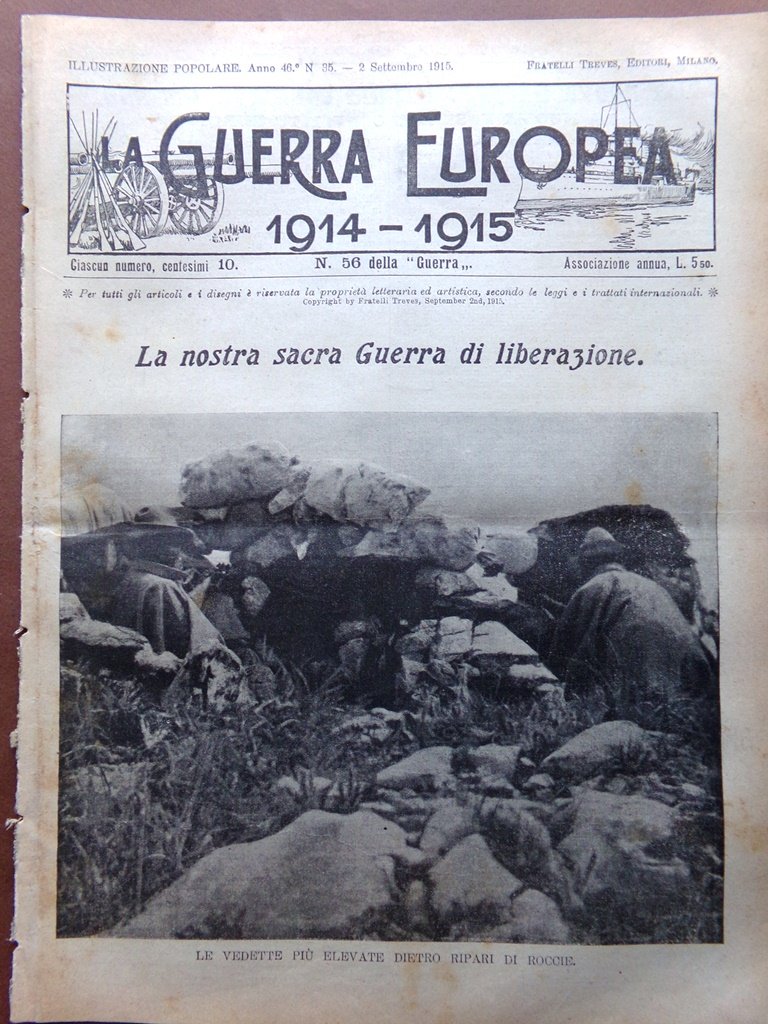 ILLUSTRAZIONE POPOLARE. Anno 46.° N 35. — 2 Settembre 1915. FRATELLI TREVES, EDITORI, MILANO.
LA GUERRA EUROPEA
1914 - 1915
Ciascun numero, centesimi 10. N. 56 della "Guerra„. Associazione annua, L. 5 50.
* Per tutti gli articoli e i disegni è riservata la proprietà letteraria ed artistica, secondo le leggi e i trattati internazionali. *
Copyright by Fratelli Treves, September 2nd, 1915.
La nostra sacra Guerra di liberazione.
LE VEDETTE PIÙ ELEVATE DIETRO RIPARI DI ROCCIE.